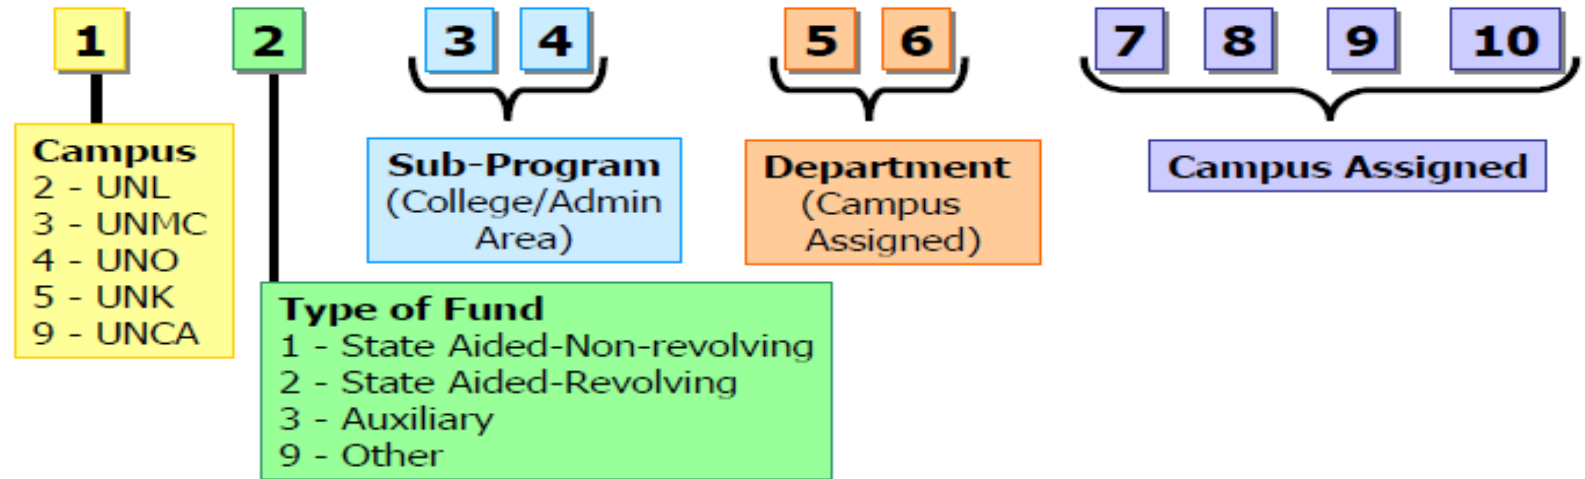 1 2 3 4 5 6 7 8 9 10
Campus
2 - UNL
3 - UNMC
4 - UNO
5 - UNK
9 - UNCA
Type of Fund
1 - State Aided-Non-revolving
2 - State Aided-Revolving
3 - Auxiliary
9 - Other
Sub-Program
(College/Admin
Area)
Department
(Campus
Assigned)
Campus Assigned